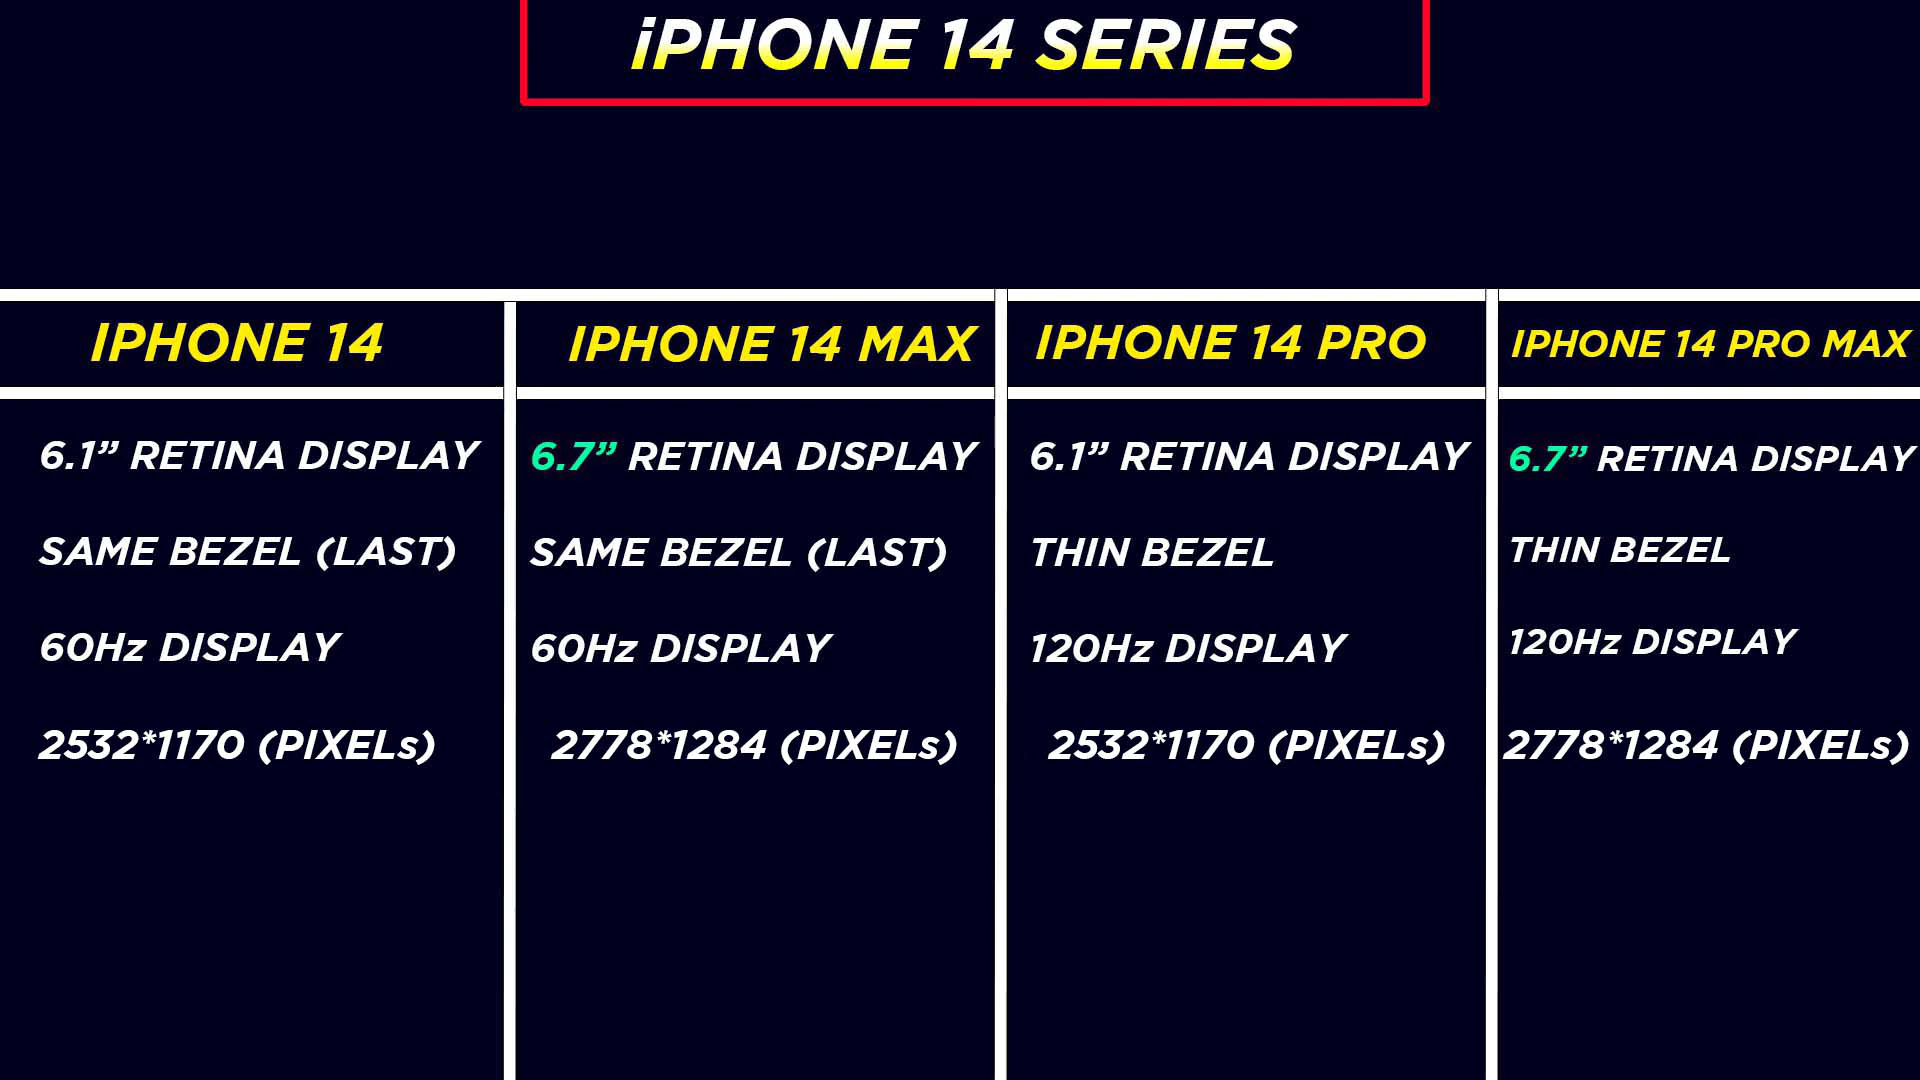 iPHONE 14 SERIES
IPHONE 14
6.1” RETINA DISPLAY
SAME BEZEL (LAST)
60Hz DISPLAY
2532*1170 (PIXELs)
IPHONE 14 MAX
6.7” RETINA DISPLAY
SAME BEZEL (LAST)
60Hz DISPLAY
2778*1284 (PIXELs)
IPHONE 14 PRO
6.1” RETINA DISPLAY
THIN BEZEL
120Hz DISPLAY
2532*1170 (PIXELs)
IPHONE 14 PRO MAX
6.7” RETINA DISPLAY
THIN BEZEL
120Hz DISPLAY
2778*1284 (PIXELs)